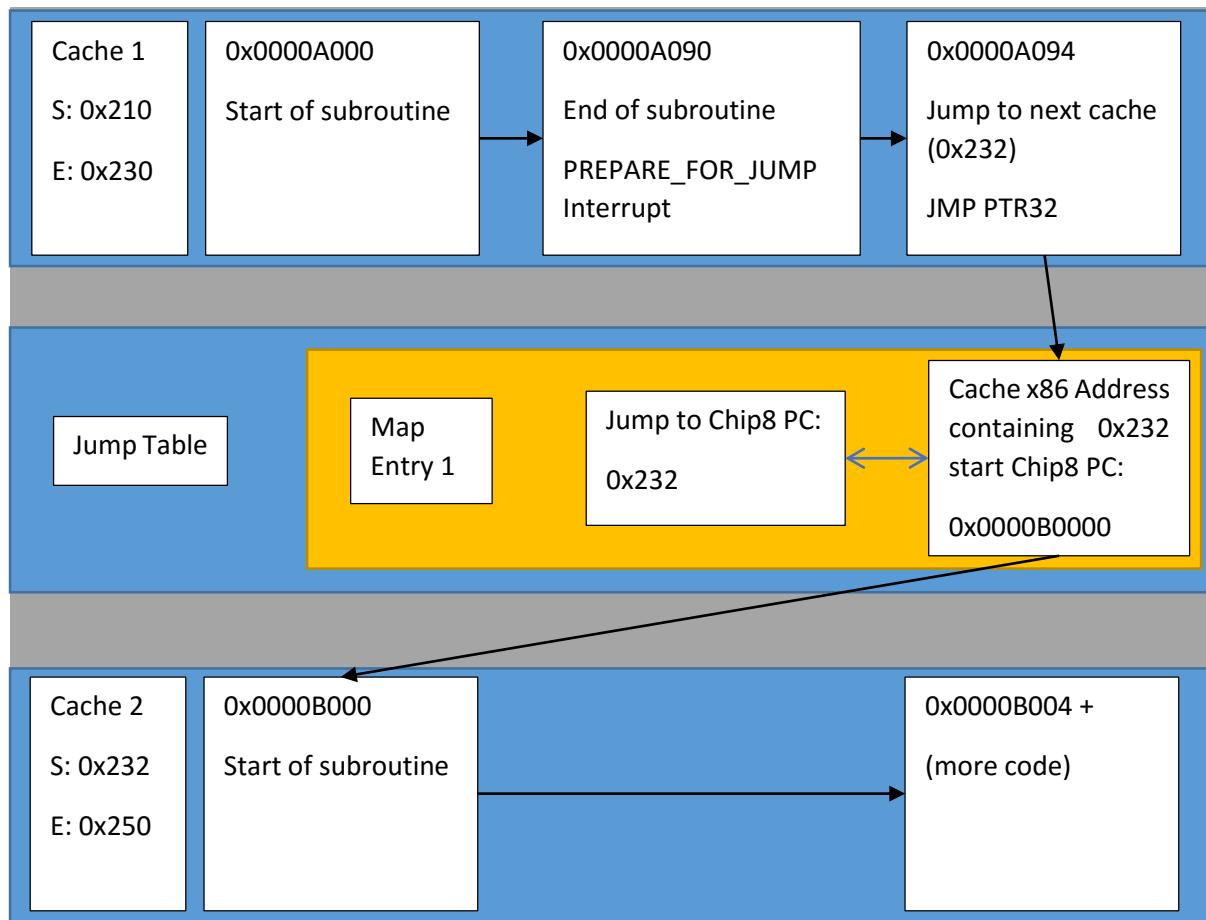 Cache 1
S: 0x210
E: 0x230
0x0000A000
Start of subroutine
0x0000A090
End of subroutine
PREPARE_FOR_JUMP
Interrupt
0x0000A094
Jump to next cache
(0x232)
JMP PTR32
Jump Table
Map
Entry 1
Jump to Chip8 PC:
0x232
Cache x86 Address
containing 0x232
start Chip8 PC:
0x0000B0000
Cache 2
S: 0x232
E: 0x250
0x0000B000
Start of subroutine
0x0000B004 +
(more code)